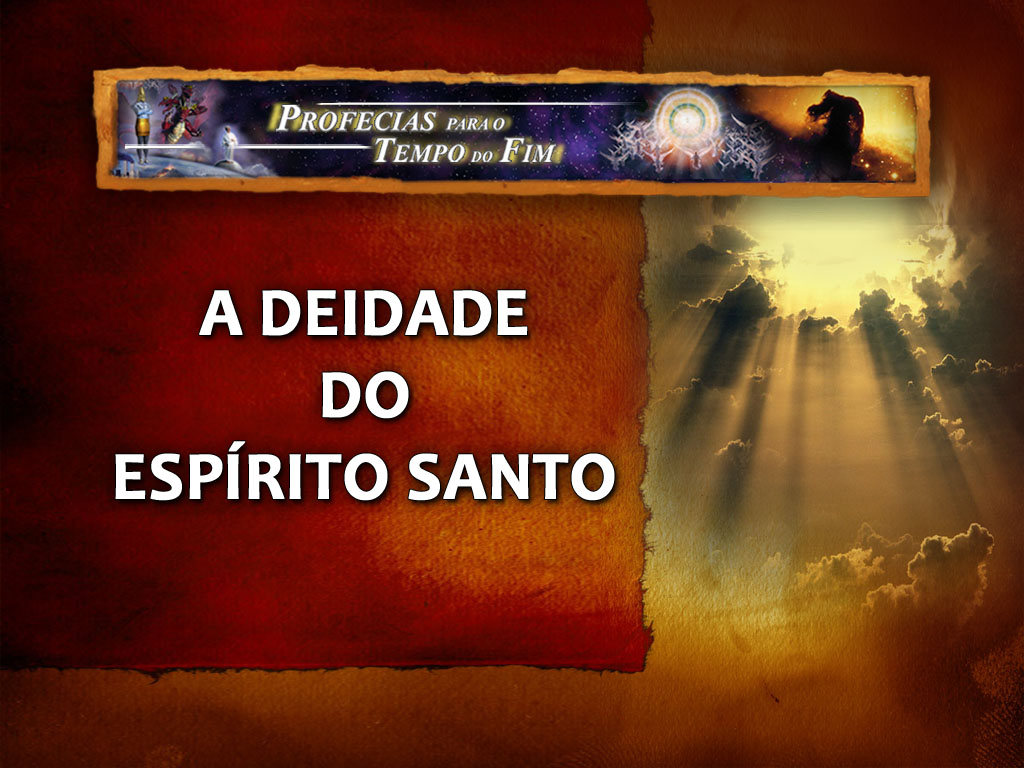 PROFECIAS PARA O
TEMPO DO FIM
A DEIDADE
DO
ESPÍRITO SANTO